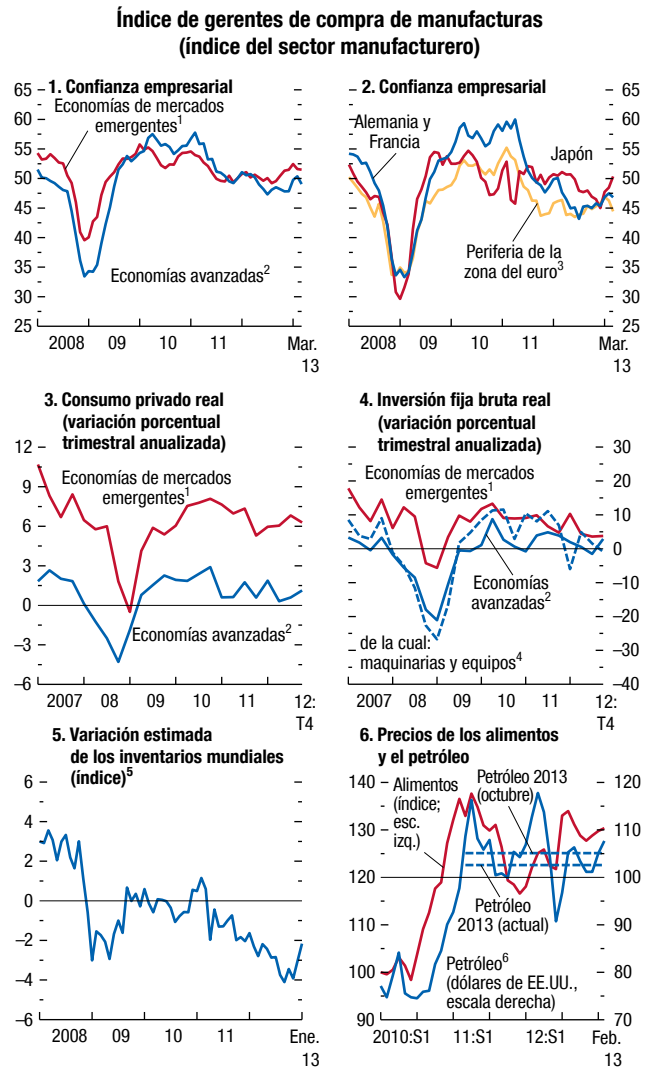 Índice de gerentes de compra de manufacturas
(índice del sector manufacturero)
1. Confianza empresarial
65
60
55
50
45
40
35
30
25
Economías de mercados
emergentes1
Economías avanzadas2
2008 09 10 11 Mar.
13
2. Confianza empresarial
65
60
55
50
45
40
35
30
25
Alemania y
Francia
Japón
Periferia de la
zona del euro3
2008 09 10 11 Mar.
13
3. Consumo privado real
(variación porcentual
trimestral anualizada)
12
9
6
3
0
–3
–6
Economías de mercados
emergentes1
Economías avanzadas2
2007 08 09 10 11 12:
T4
4. Inversión fija bruta real
(variación porcentual
trimestral anualizada)
30
20
10
0
–10
–20
–30
–40
Economías de mercados
emergentes1
Economías
avanzadas2
de la cual:
maquinarias y equipos4
2007 08 09 10 11 12:
T4
5. Variación estimada
de los inventarios mundiales
(índice)5
6
4
2
0
–2
–4
–6
2008 09 10 11 Ene.
13
6. Precios de los alimentos
y el petróleo
140
130
120
110
100
90
Alimentos
(índice;
esc.
izq.)
Petróleo 2013
(octubre)
Petróleo
2013 (actual)
Petróleo6
(dólares de EE.UU.,
escala derecha)
120
110
100
90
80
70
2010:S1 11:S1 12:S1 Feb.
13